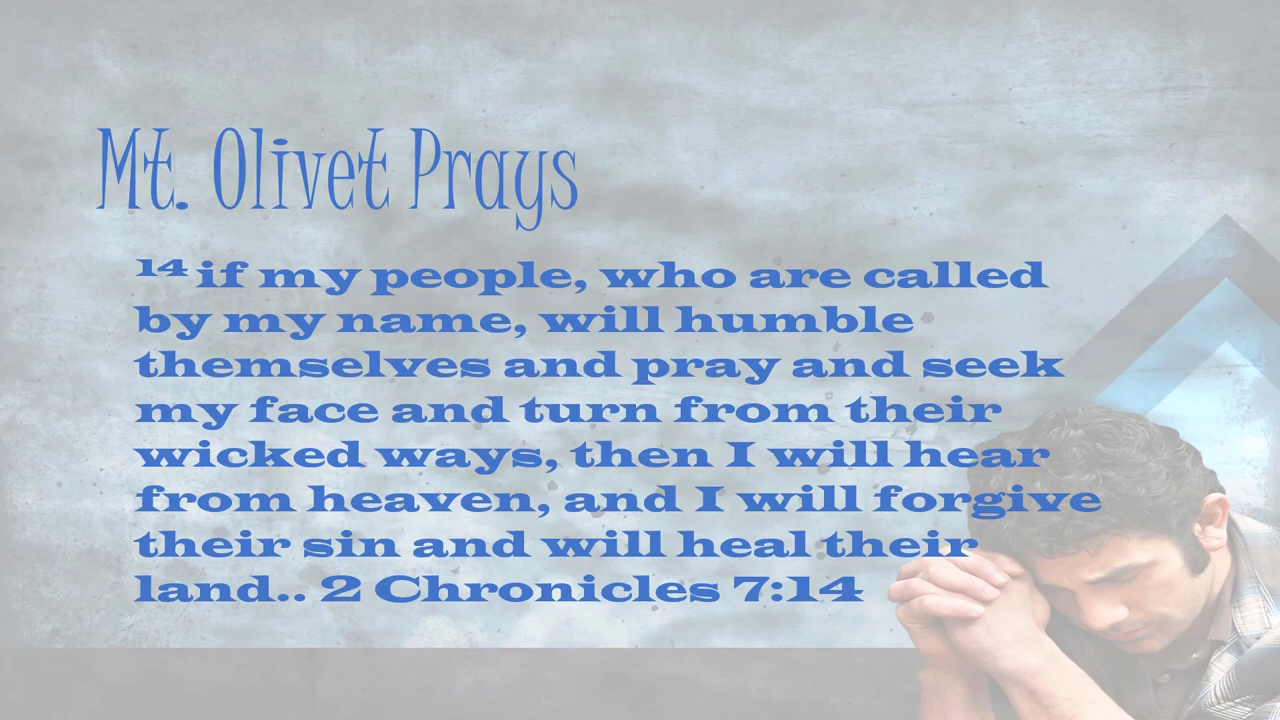 Mt. Olivet Prays
¹⁴ if my people, who are called
by my name, will humble
themselves and pray and seek
my face and turn from their
wicked ways, then I will hear
from heaven, and I will forgive
their sin and will heal their
land.. 2 Chronicles 7:14